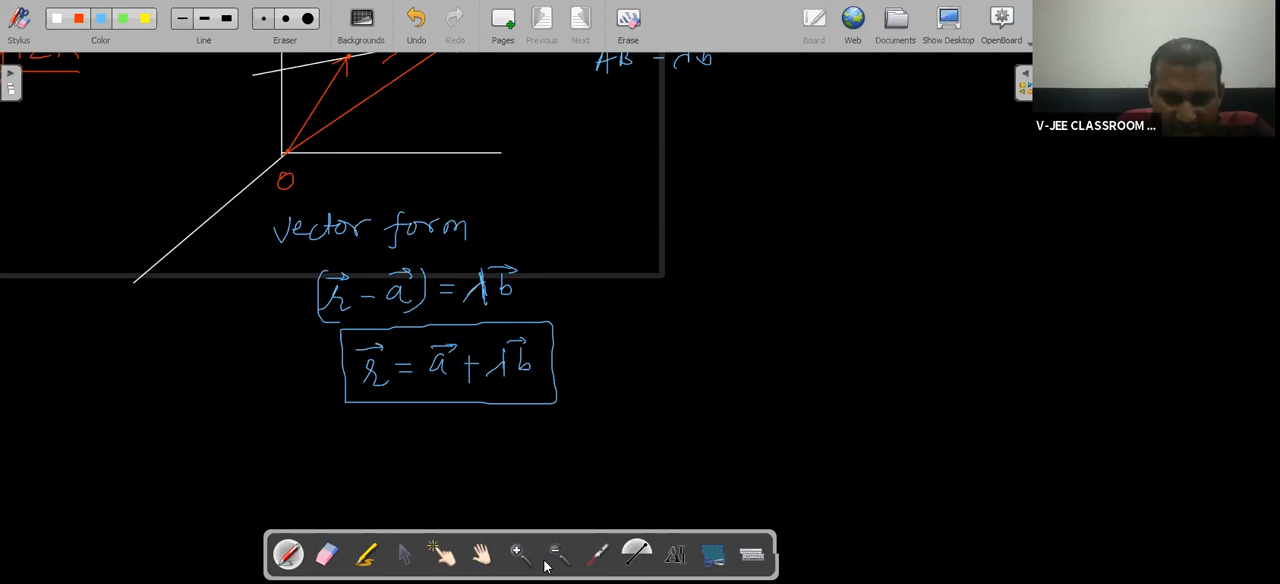 Stylus Color Line Eraser Backgrounds Undo Redo Pages Previous Next Erase Board Web Documents Show Desktop OpenBoard
V-JEE CLASSROOM ...
O
vector form
(r⃗ - a⃗) = λb⃗
r⃗ = a⃗ + λb⃗